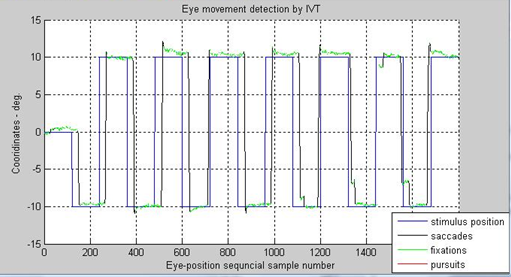 Eye movement detection by IVT
15
10
5
0
-5
-10
-15
Cooridinates - deg.
0 200 400 600 800 1000 1200 1400
Eye-position sequncial sample number
stimulus position
saccades
fixations
pursuits